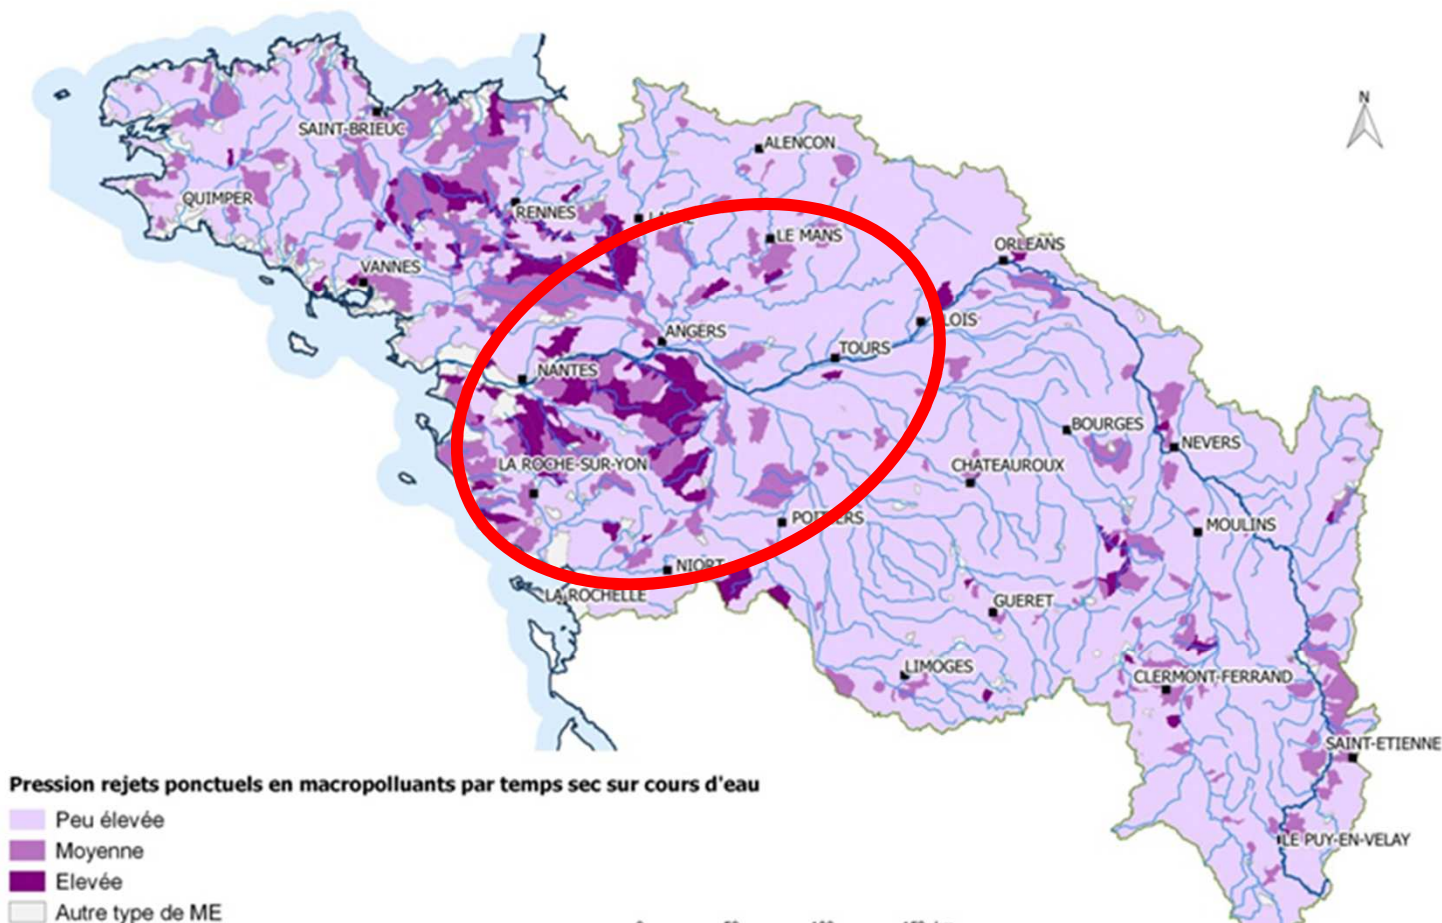 N
ALENCON
SAINT-BRIEUC
QUIMPER
RENNES
LE MANS
ORLEANS
VANNES
ANGERS
LOIS
TOURS
NANTES
BOURGES
NEVERS
LA ROCHE-SUR-YON
CHATEAUROUX
POITIERS
MOULINS
NIORT
LA ROCHELLE
GUERET
LIMOGES
CLERMONT-FERRAND
SAINT-ETIENNE
Pression rejets ponctuels en macropolluants par temps sec sur cours d'eau
Peu élevée
Moyenne
LE PUY-EN-VELAY
Elevée
Autre type de ME